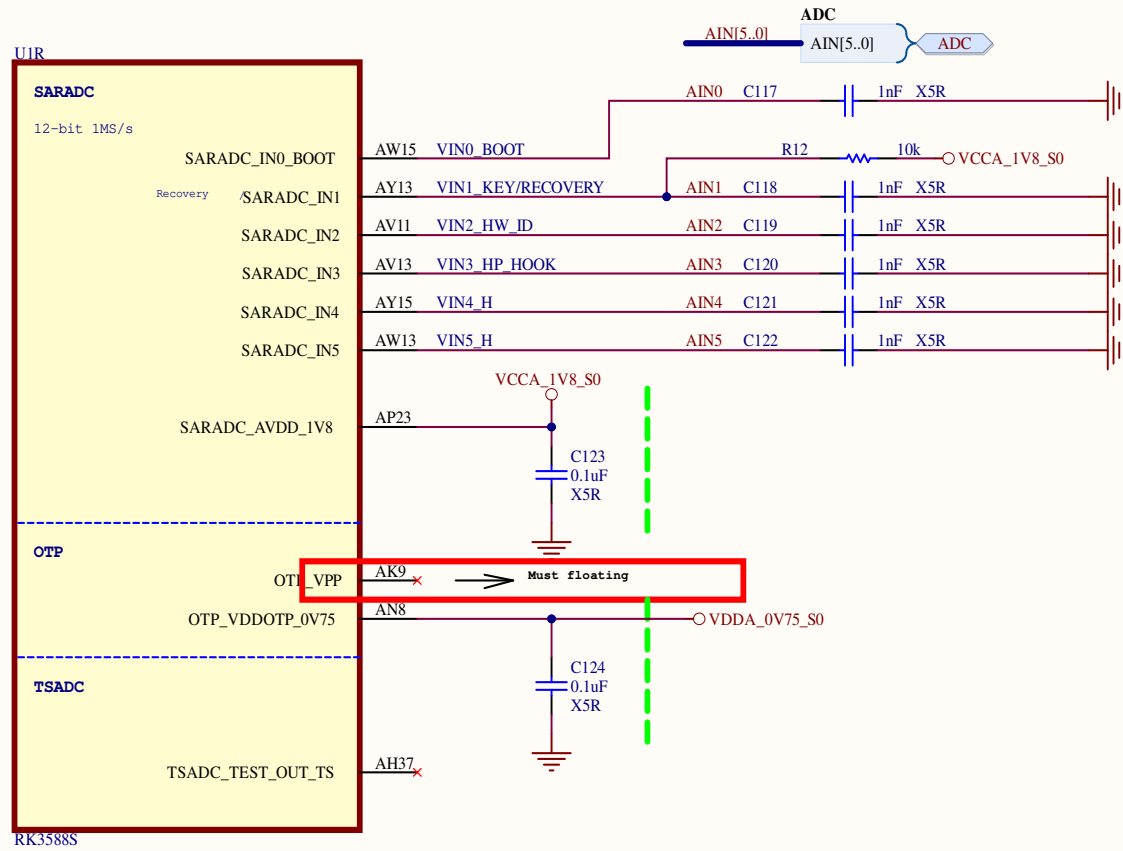 ADC
AIN[5..0] AIN[5..0] ADC
U1R
SARADC
12-bit 1MS/s
AIN0 C117 1nF X5R
SARADC_IN0_BOOT AW15 VIN0_BOOT R12 10k VCCA_1V8_S0
Recovery /SARADC_IN1 AY13 VIN1_KEY/RECOVERY AIN1 C118 1nF X5R
SARADC_IN2 AV11 VIN2_HW_ID AIN2 C119 1nF X5R
SARADC_IN3 AV13 VIN3_HP_HOOK AIN3 C120 1nF X5R
SARADC_IN4 AY15 VIN4_H AIN4 C121 1nF X5R
SARADC_IN5 AW13 VIN5_H AIN5 C122 1nF X5R
VCCA_1V8_S0
SARADC_AVDD_1V8 AP23
C123
0.1uF
X5R
OTP
OTP_VPP AK9 Must floating
OTP_VDDOTP_0V75 AN8 VDDA_0V75_S0
C124
0.1uF
X5R
TSADC
TSADC_TEST_OUT_TS AH37
RK3588S